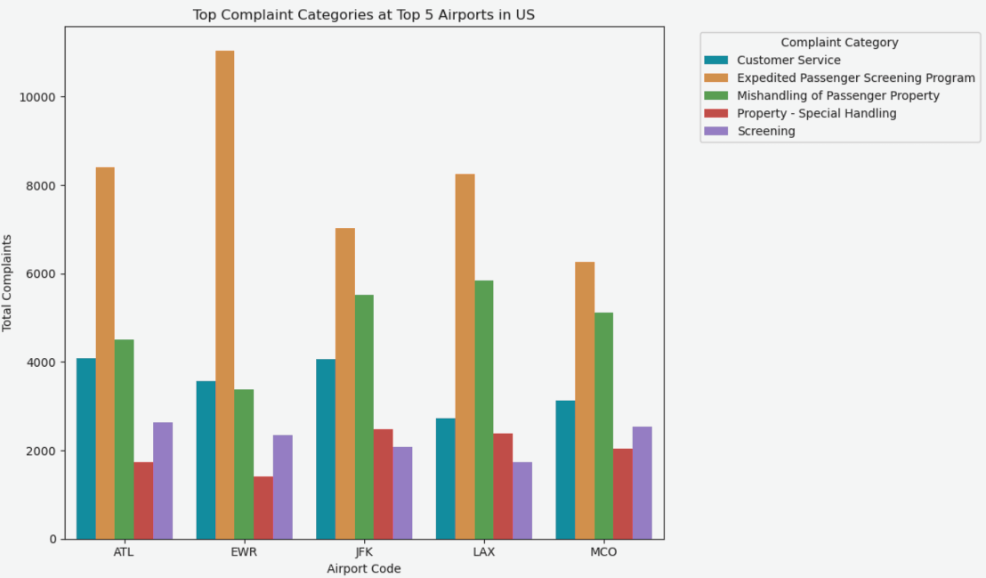 Top Complaint Categories at Top 5 Airports in US
Total Complaints
10000
8000
6000
4000
2000
0
ATL EWR JFK LAX MCO
Airport Code
Complaint Category
Customer Service
Expedited Passenger Screening Program
Mishandling of Passenger Property
Property - Special Handling
Screening